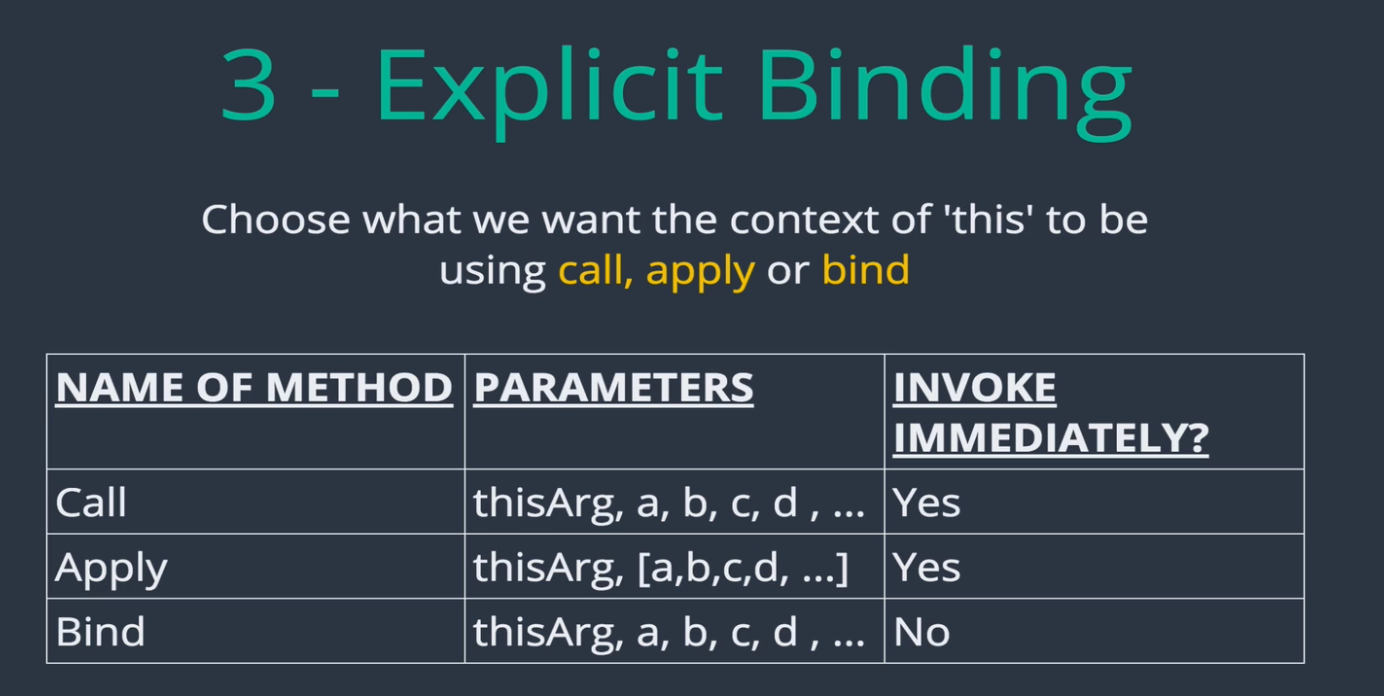 3 - Explicit Binding
Choose what we want the context of 'this' to be
using call, apply or bind
NAME OF METHOD PARAMETERS INVOKE
IMMEDIATELY?
Call thisArg, a, b, c, d , ... Yes
Apply thisArg, [a,b,c,d, ...] Yes
Bind thisArg, a, b, c, d , ... No